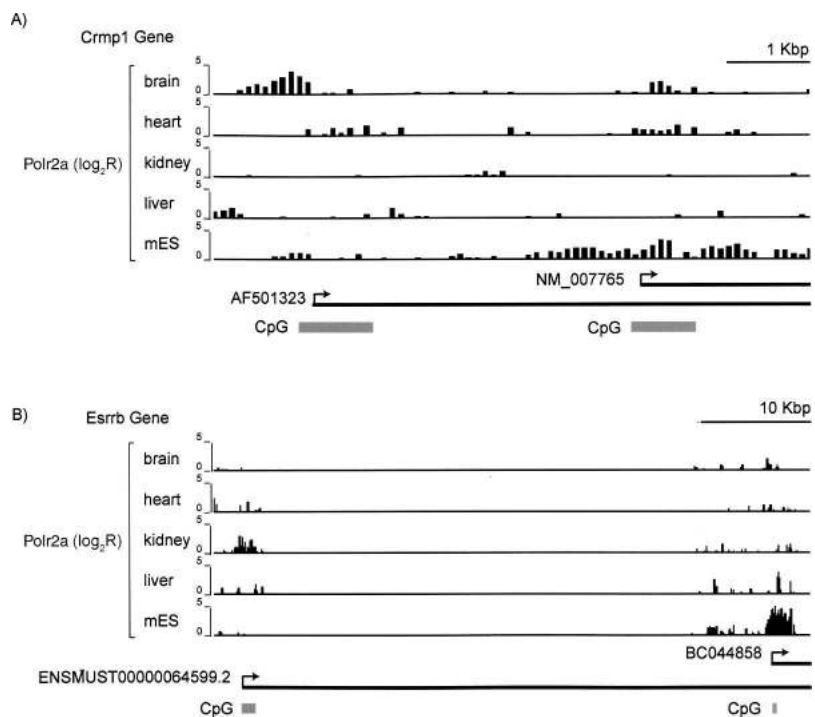 A)
Crmp1 Gene
1 Kbp
Polr2a (log2R)
brain
5
0
heart
5
0
kidney
5
0
liver
5
0
mES
5
0
NM_007765
AF501323
CpG
CpG
B)
Esrrb Gene
10 Kbp
Polr2a (log2R)
brain
5
0
heart
5
0
kidney
5
0
liver
5
0
mES
5
0
BC044858
ENSMUST00000064599.2
CpG
CpG